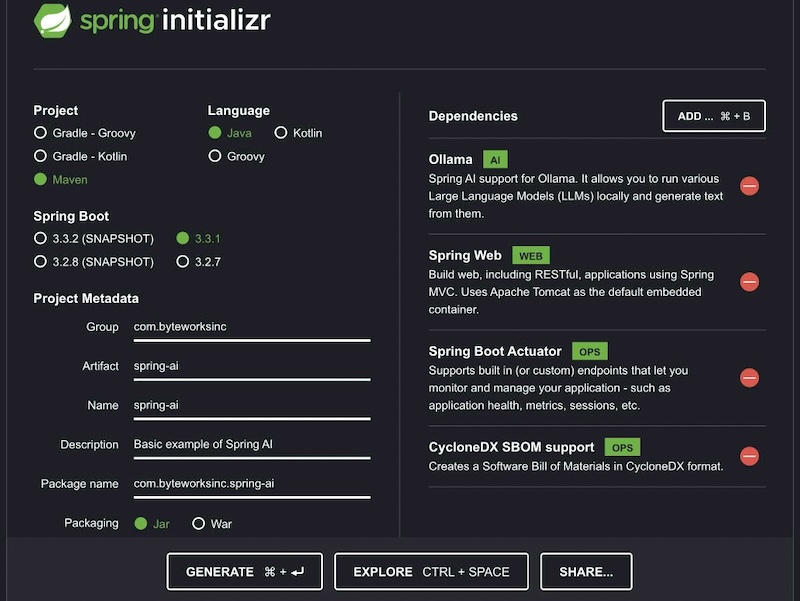 spring initializr
Project
Gradle - Groovy
Gradle - Kotlin
Maven
Language
Java Kotlin
Groovy
Spring Boot
3.3.2 (SNAPSHOT) 3.3.1
3.2.8 (SNAPSHOT) 3.2.7
Project Metadata
Group com.byteworksinc
Artifact spring-ai
Name spring-ai
Description Basic example of Spring AI
Package name com.byteworksinc.spring-ai
Packaging Jar War
Dependencies
ADD ... ⌘ + B
Ollama AI
Spring AI support for Ollama. It allows you to run various
Large Language Models (LLMs) locally and generate text
from them.
Spring Web WEB
Build web, including RESTful, applications using Spring
MVC. Uses Apache Tomcat as the default embedded
container.
Spring Boot Actuator OPS
Supports built in (or custom) endpoints that let you
monitor and manage your application - such as
application health, metrics, sessions, etc.
CycloneDX SBOM support OPS
Creates a Software Bill of Materials in CycloneDX format.
GENERATE ⌘ + ↵
EXPLORE CTRL + SPACE
SHARE...